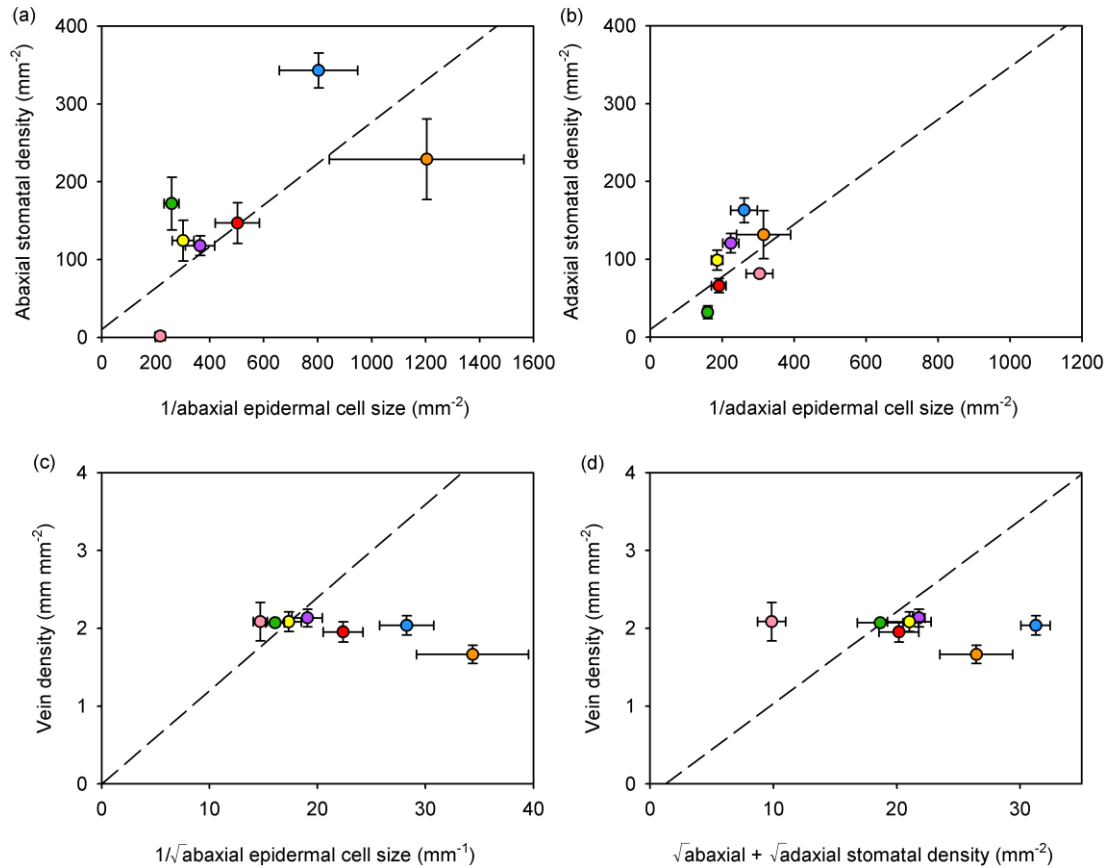 (a)
Abaxial stomatal density (mm⁻²)
400
300
200
100
0
0 200 400 600 800 1000 1200 1400 1600
1/abaxial epidermal cell size (mm⁻²)
(b)
Adaxial stomatal density (mm⁻²)
400
300
200
100
0
0 200 400 600 800 1000 1200
1/adaxial epidermal cell size (mm⁻²)
(c)
Vein density (mm mm⁻²)
4
3
2
1
0
0 10 20 30 40
1/√abaxial epidermal cell size (mm⁻¹)
(d)
Vein density (mm mm⁻²)
4
3
2
1
0
0 10 20 30
√abaxial + √adaxial stomatal density (mm⁻²)